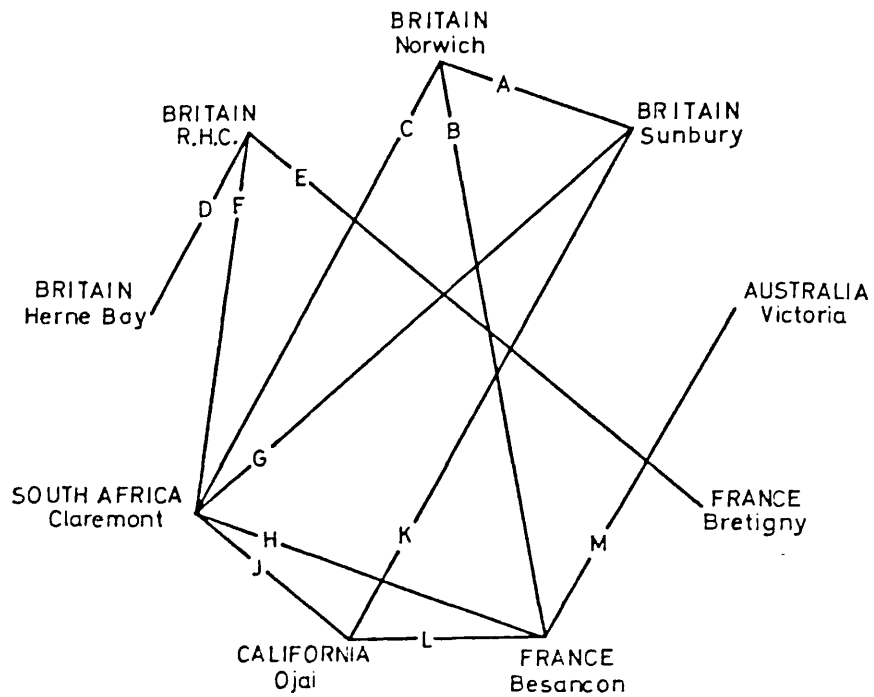 BRITAIN
Norwich
A
BRITAIN
R.H.C.
C
B
BRITAIN
Sunbury
E
D
F
BRITAIN
Herne Bay
AUSTRALIA
Victoria
G
SOUTH AFRICA
Claremont
H
J
K
M
FRANCE
Bretigny
L
CALIFORNIA
Ojai
FRANCE
Besancon